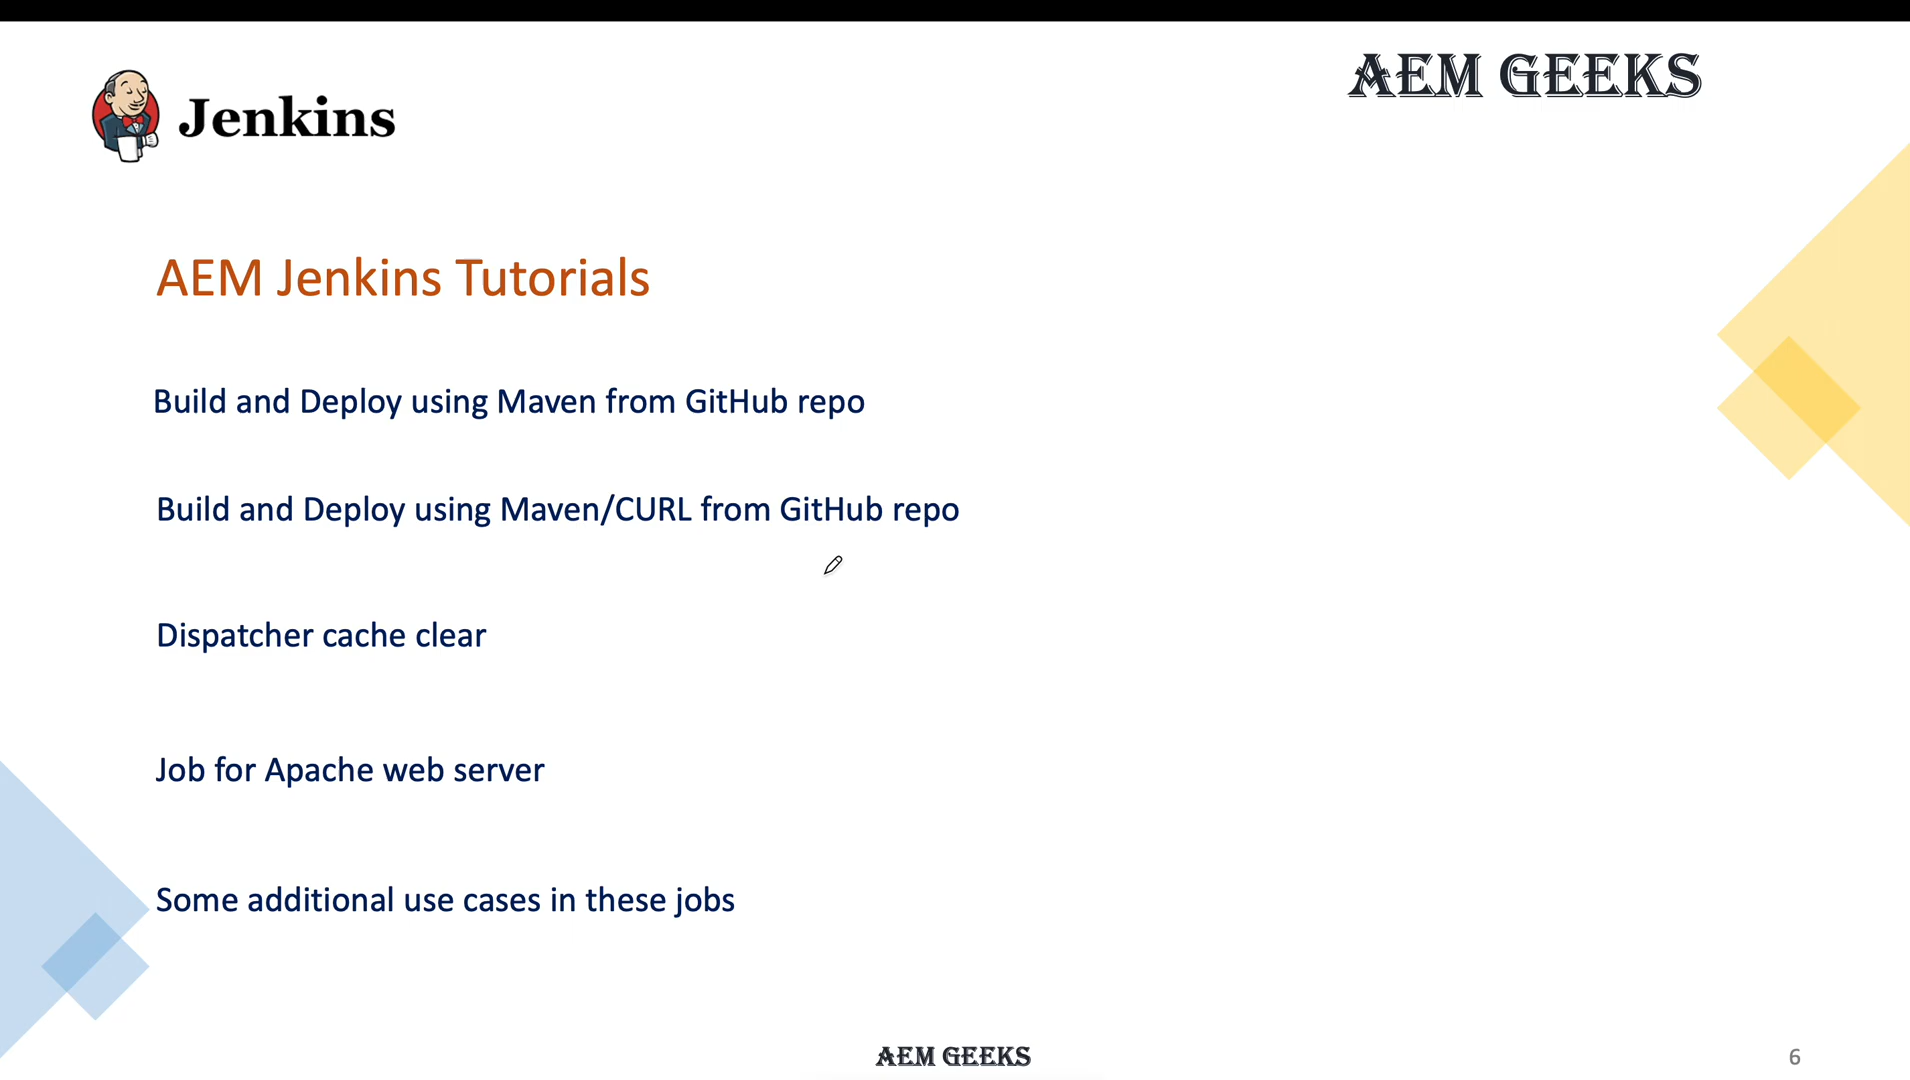 Jenkins
AEM GEEKS
AEM Jenkins Tutorials
Build and Deploy using Maven from GitHub repo
Build and Deploy using Maven/CURL from GitHub repo
Dispatcher cache clear
Job for Apache web server
Some additional use cases in these jobs
AEM GEEKS
6